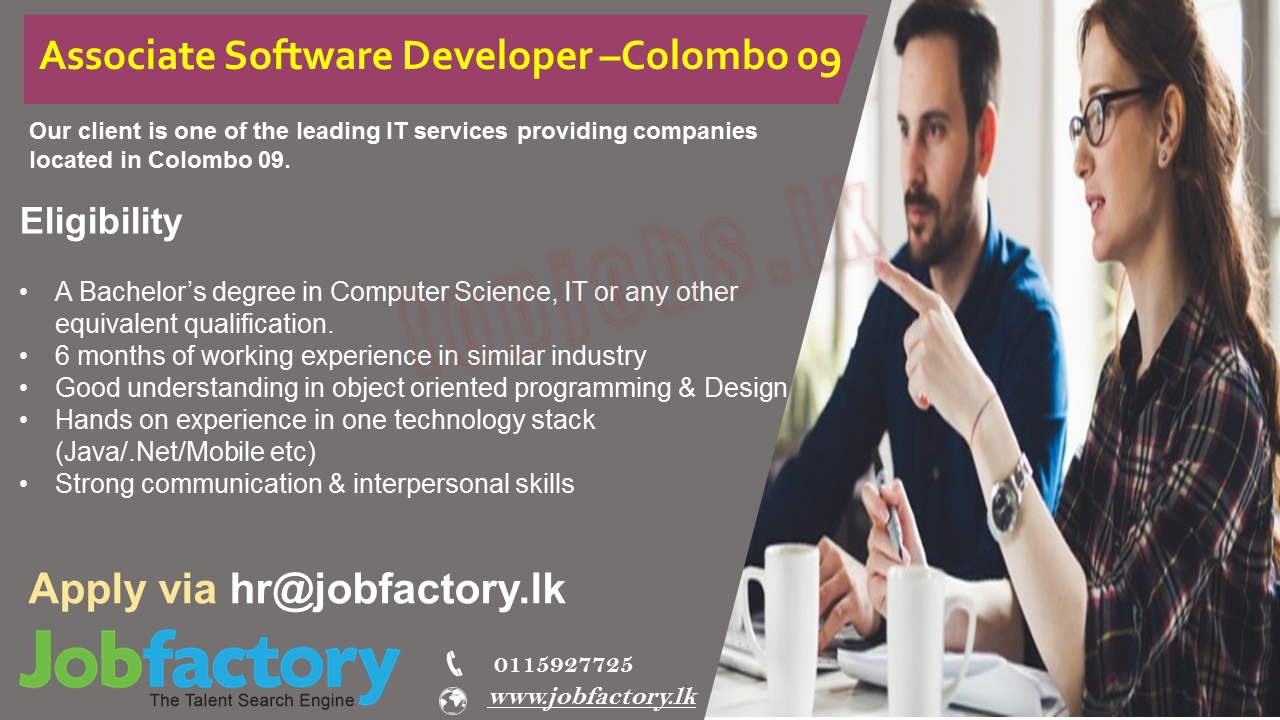 Associate Software Developer –Colombo 09
Our client is one of the leading IT services providing companies
located in Colombo 09.
Eligibility
• A Bachelor’s degree in Computer Science, IT or any other
equivalent qualification.
• 6 months of working experience in similar industry
• Good understanding in object oriented programming & Design
• Hands on experience in one technology stack
(Java/.Net/Mobile etc)
• Strong communication & interpersonal skills
topjobs.lk
Apply via hr@jobfactory.lk
Jobfactory
The Talent Search Engine
0115927725
www.jobfactory.lk